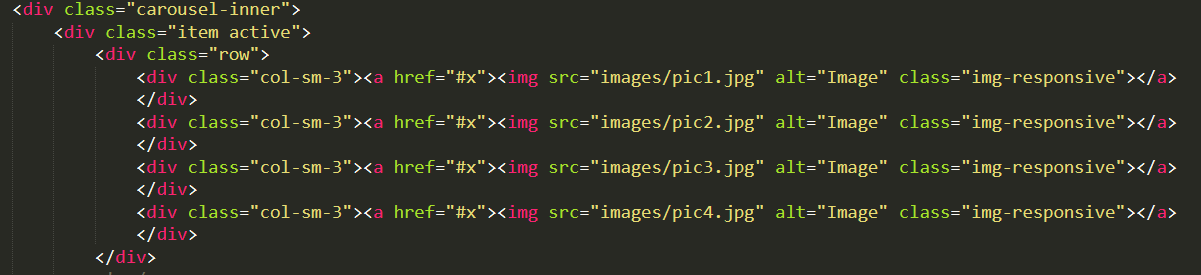 <div class="carousel-inner">
<div class="item active">
<div class="row">
<div class="col-sm-3"><a href="#x"><img src="images/pic1.jpg" alt="Image" class="img-responsive"></a>
</div>
<div class="col-sm-3"><a href="#x"><img src="images/pic2.jpg" alt="Image" class="img-responsive"></a>
</div>
<div class="col-sm-3"><a href="#x"><img src="images/pic3.jpg" alt="Image" class="img-responsive"></a>
</div>
<div class="col-sm-3"><a href="#x"><img src="images/pic4.jpg" alt="Image" class="img-responsive"></a>
</div>
</div>